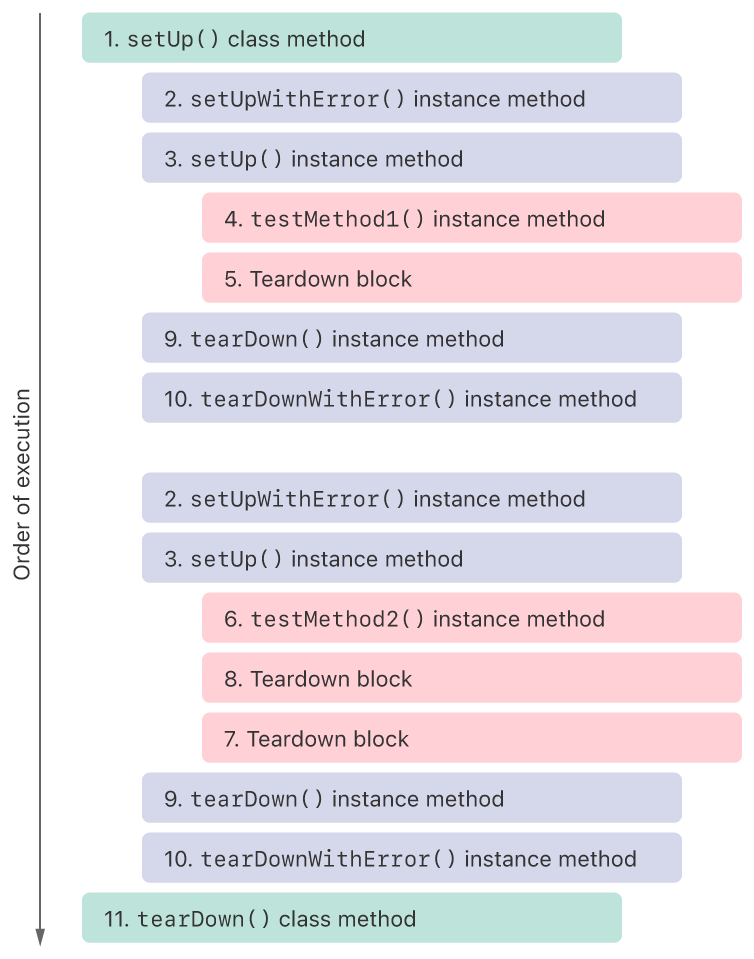 1. setUp() class method
2. setUpWithError() instance method
3. setUp() instance method
4. testMethod1() instance method
5. Teardown block
9. tearDown() instance method
10. tearDownWithError() instance method
Order of execution
2. setUpWithError() instance method
3. setUp() instance method
6. testMethod2() instance method
8. Teardown block
7. Teardown block
9. tearDown() instance method
10. tearDownWithError() instance method
11. tearDown() class method